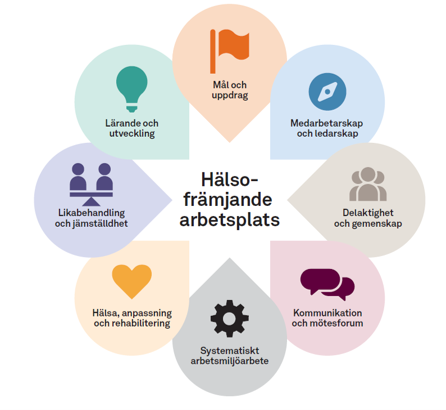 Mål och
uppdrag
Medarbetarskap
och ledarskap
Delaktighet
och gemenskap
Kommunikation
och mötesforum
Systematiskt
arbetsmiljöarbete
Hälsa, anpassning
och rehabilitering
Likabehandling
och jämställdhet
Lärande och
utveckling
Hälso-
främjande
arbetsplats